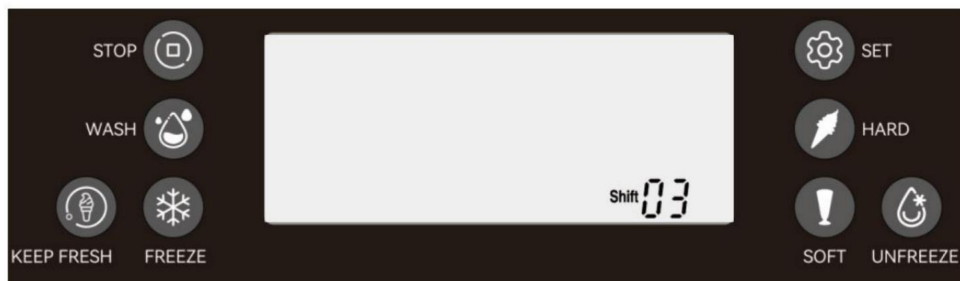 STOP
SET
WASH
HARD
Shift 03
KEEP FRESH
FREEZE
SOFT
UNFREEZE